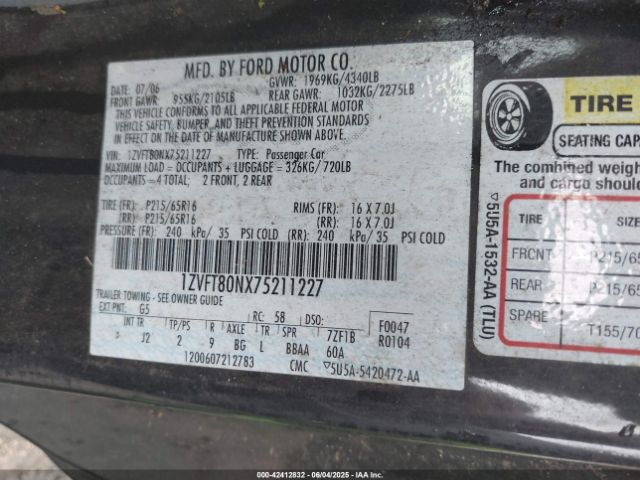 MFD. BY FORD MOTOR CO.
DATE: 07/06 GVWR: 1969KG/4340LB
FRONT GAWR: 955KG/2105LB REAR GAWR: 1032KG/2275LB
THIS VEHICLE CONFORMS TO ALL APPLICABLE FEDERAL MOTOR
VEHICLE SAFETY, BUMPER, AND THEFT PREVENTION STANDARDS
IN EFFECT ON THE DATE OF MANUFACTURE SHOWN ABOVE.
VIN: 1ZVFT80NX75211227 TYPE: Passenger Car
MAXIMUM LOAD = OCCUPANTS + LUGGAGE = 326KG/720LB
OCCUPANTS = 4 TOTAL; 2 FRONT, 2 REAR
TIRE (FR): P215/65R16 RIMS (FR): 16 X 7.0J
(RR): P215/65R16 (RR): 16 X 7.0J
PRESSURE (FR): 240 kPa/ 35 PSI COLD (RR): 240 kPa/ 35 PSI COLD
1ZVFT80NX75211227
TRAILER TOWING - SEE OWNER GUIDE
EXT PNT: G5 RC: 58 DSO: F0047
INT TR TP/PS R AXLE TR SPR 7ZF1B R0104
J2 2 9 BG L BBAA 60A
1200607212783 CMC ▽5U5A-5420472-AA
TIRE
SEATING CAPA
The combined weigh
and cargo should
TIRE SIZE
FRONT P215/65
REAR P215/65
SPARE T155/70
▽5U5A-1532-AA (TLU)
000-42412832 - 06/04/2025 - IAAI.COM